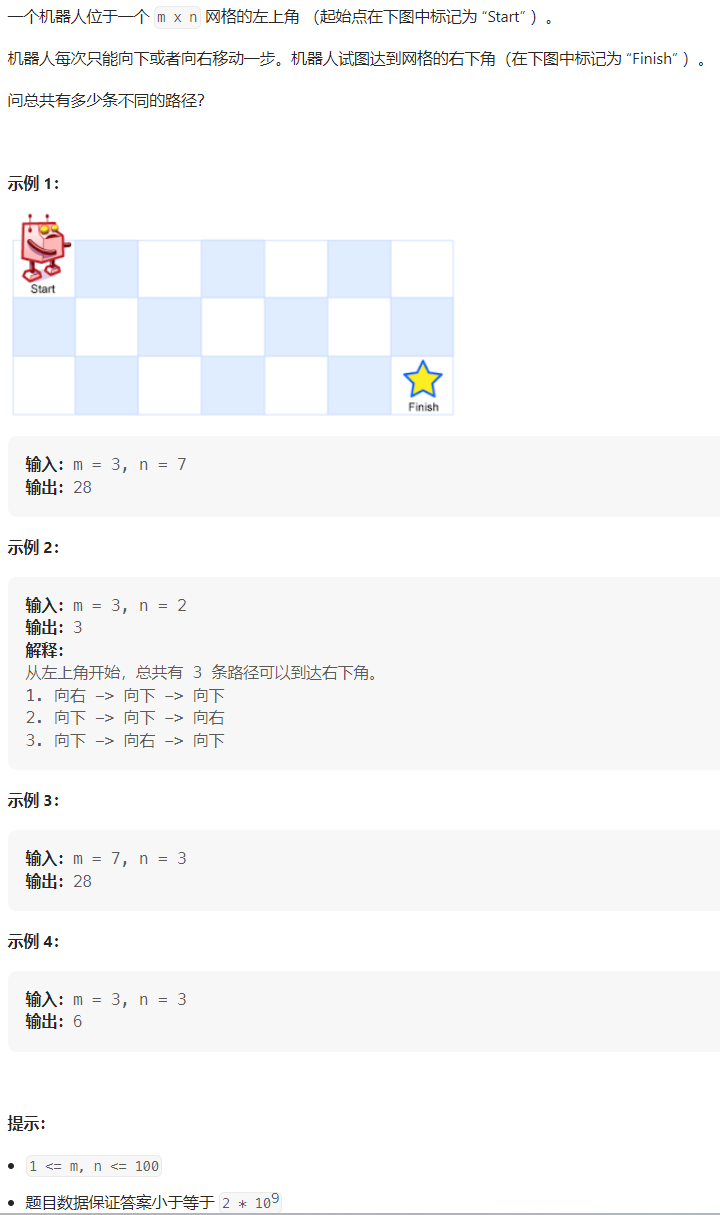 一个机器人位于一个 m x n 网格的左上角 （起始点在下图中标记为 “Start” ）。
机器人每次只能向下或者向右移动一步。机器人试图达到网格的右下角（在下图中标记为 “Finish” ）。
问总共有多少条不同的路径？
示例 1：
Start
Finish
输入：m = 3, n = 7
输出：28
示例 2：
输入：m = 3, n = 2
输出：3
解释：
从左上角开始，总共有 3 条路径可以到达右下角。
1. 向右 -> 向下 -> 向下
2. 向下 -> 向下 -> 向右
3. 向下 -> 向右 -> 向下
示例 3：
输入：m = 7, n = 3
输出：28
示例 4：
输入：m = 3, n = 3
输出：6
提示：
• 1 <= m, n <= 100
• 题目数据保证答案小于等于 2 * 10⁹